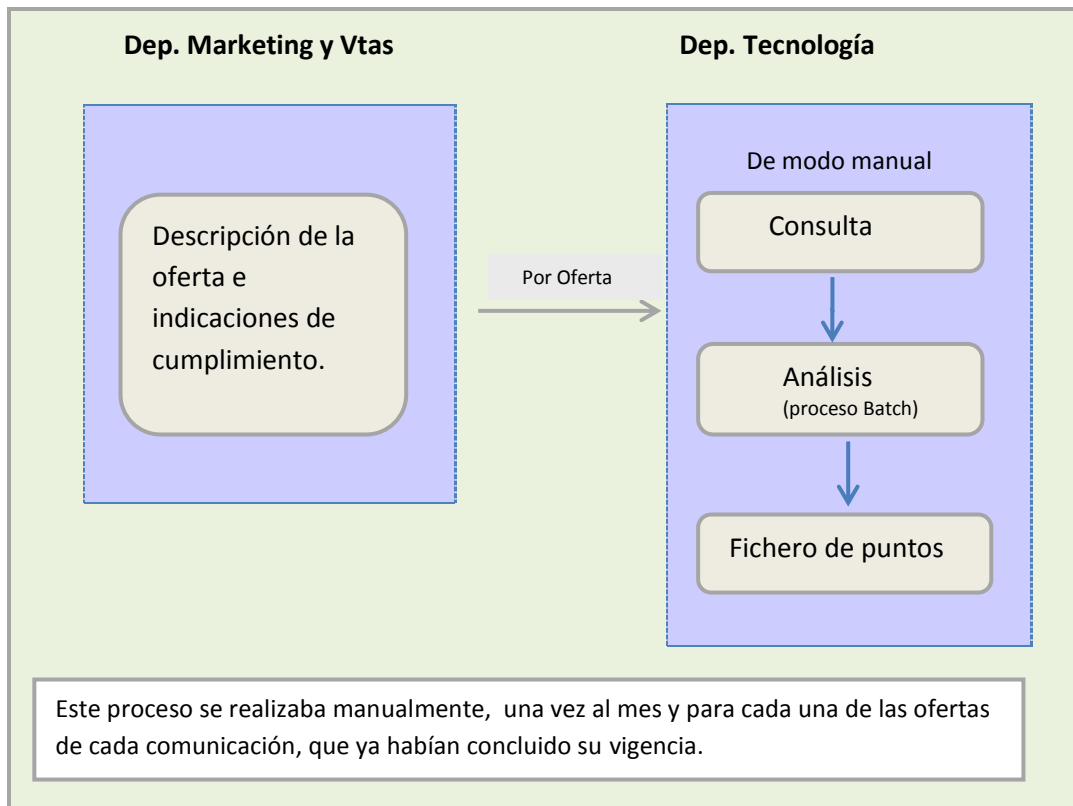 Dep. Marketing y Vtas
Dep. Tecnología
Descripción de la
oferta e
indicaciones de
cumplimiento.
Por Oferta
De modo manual
Consulta
Análisis
(proceso Batch)
Fichero de puntos
Este proceso se realizaba manualmente, una vez al mes y para cada una de las ofertas
de cada comunicación, que ya habían concluido su vigencia.